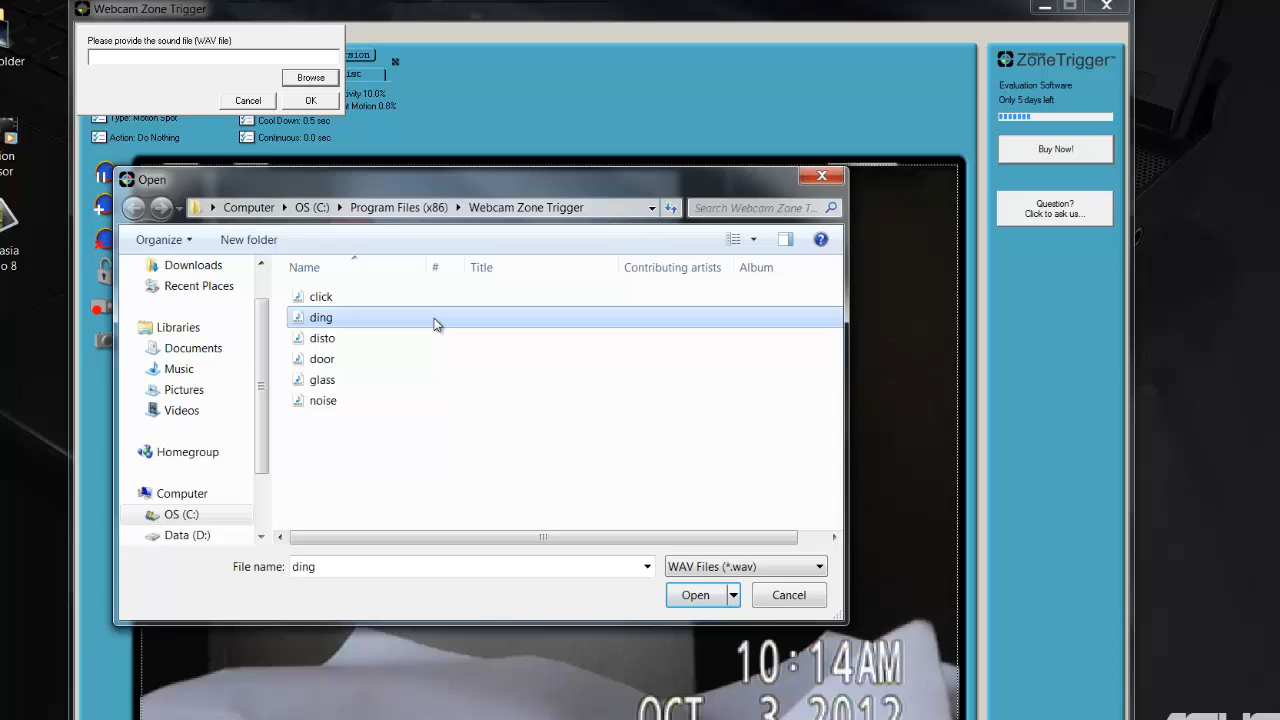 Webcam Zone Trigger
Please provide the sound file (WAV file)
Browse
Cancel
OK
Type: Motion Spot
Cool Down: 0.5 sec
Action: Do Nothing
Continuous: 0.0 sec
ZoneTrigger™
Evaluation Software
Only 5 days left
Buy Now!
Question?
Click to ask us...
Open
Computer
OS (C:)
Program Files (x86)
Webcam Zone Trigger
Search Webcam Zone T...
Organize
New folder
Name
#
Title
Contributing artists
Album
Downloads
Recent Places
Libraries
Documents
Music
Pictures
Videos
Homegroup
Computer
OS (C:)
Data (D:)
click
ding
disto
door
glass
noise
File name:
ding
WAV Files (*.wav)
Open
Cancel
10:14AM
OCT 3 2012